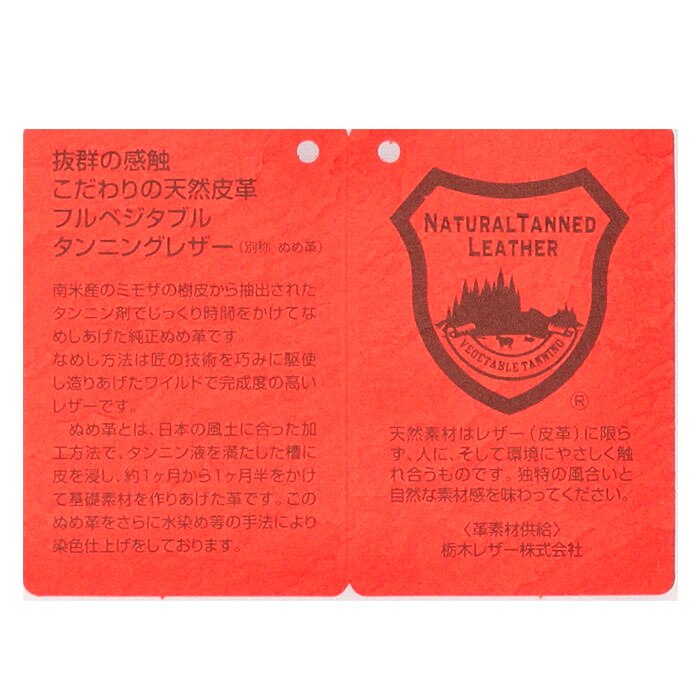 抜群の感触
こだわりの天然皮革
フルベジタブル
タンニングレザー(別称 ぬめ革)
南米産のミモザの樹皮から抽出された
タンニン剤でじっくり時間をかけてな
めしあげた純正ぬめ革です。
なめし方法は匠の技術を巧みに駆使
し造りあげたワイルドで完成度の高い
レザーです。
ぬめ革とは、日本の風土に合った加
工方法で、タンニン液を満たした槽に
皮を浸し、約1ヶ月から1ヶ月半をかけ
て基礎素材を作りあけた革です。この
ぬめ革をさらに水染め等の手法により
染色仕上げをしております。
NATURALTANNED
LEATHER
VEGETABLE TANNING
®
天然素材はレザー(皮革)に限ら
ず、人に、そして環境にやさしく触
れ合うものです。独特の風合いと
自然な素材感を味わってください。
〈革素材供給〉
栃木レザー株式会社